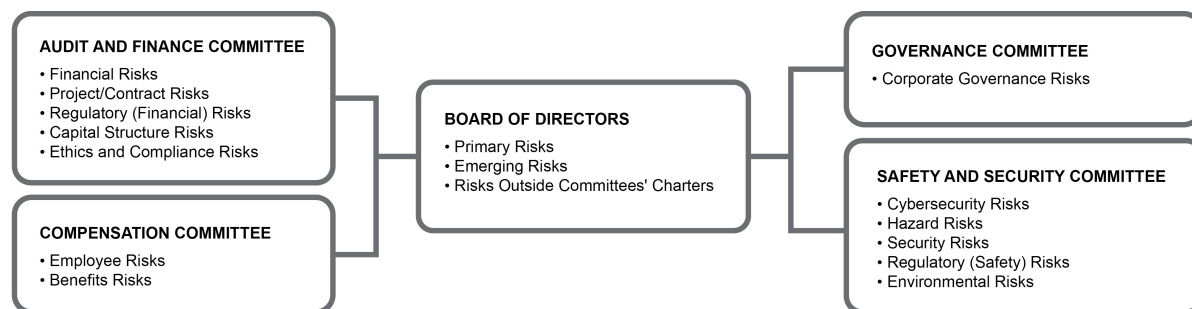 AUDIT AND FINANCE COMMITTEE
• Financial Risks
• Project/Contract Risks
• Regulatory (Financial) Risks
• Capital Structure Risks
• Ethics and Compliance Risks
COMPENSATION COMMITTEE
• Employee Risks
• Benefits Risks
BOARD OF DIRECTORS
• Primary Risks
• Emerging Risks
• Risks Outside Committees' Charters
GOVERNANCE COMMITTEE
• Corporate Governance Risks
SAFETY AND SECURITY COMMITTEE
• Cybersecurity Risks
• Hazard Risks
• Security Risks
• Regulatory (Safety) Risks
• Environmental Risks